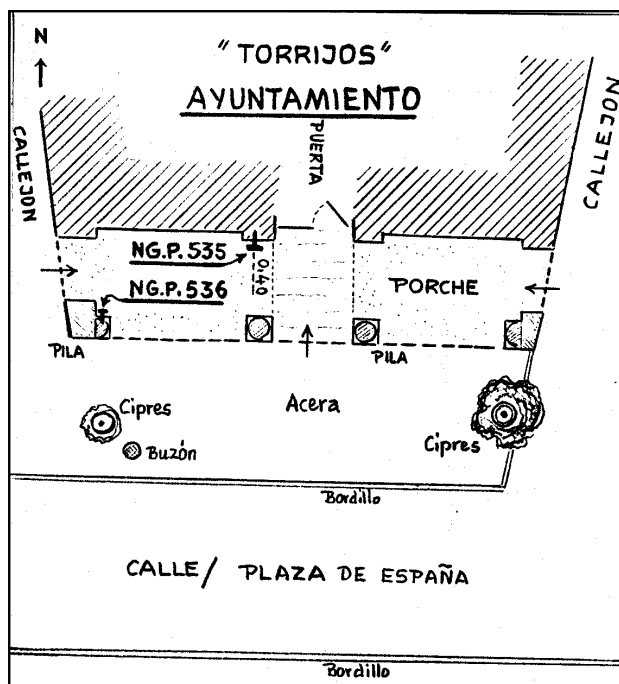 N
"TORRIJOS"
AYUNTAMIENTO
CALLEJON
PUERTA
CALLEJON
NG.P. 535
0,40
NG.P. 536
PORCHE
PILA
PILA
Cipres
Acera
Cipres
Buzón
Bordillo
CALLE/ PLAZA DE ESPAÑA
Bordillo